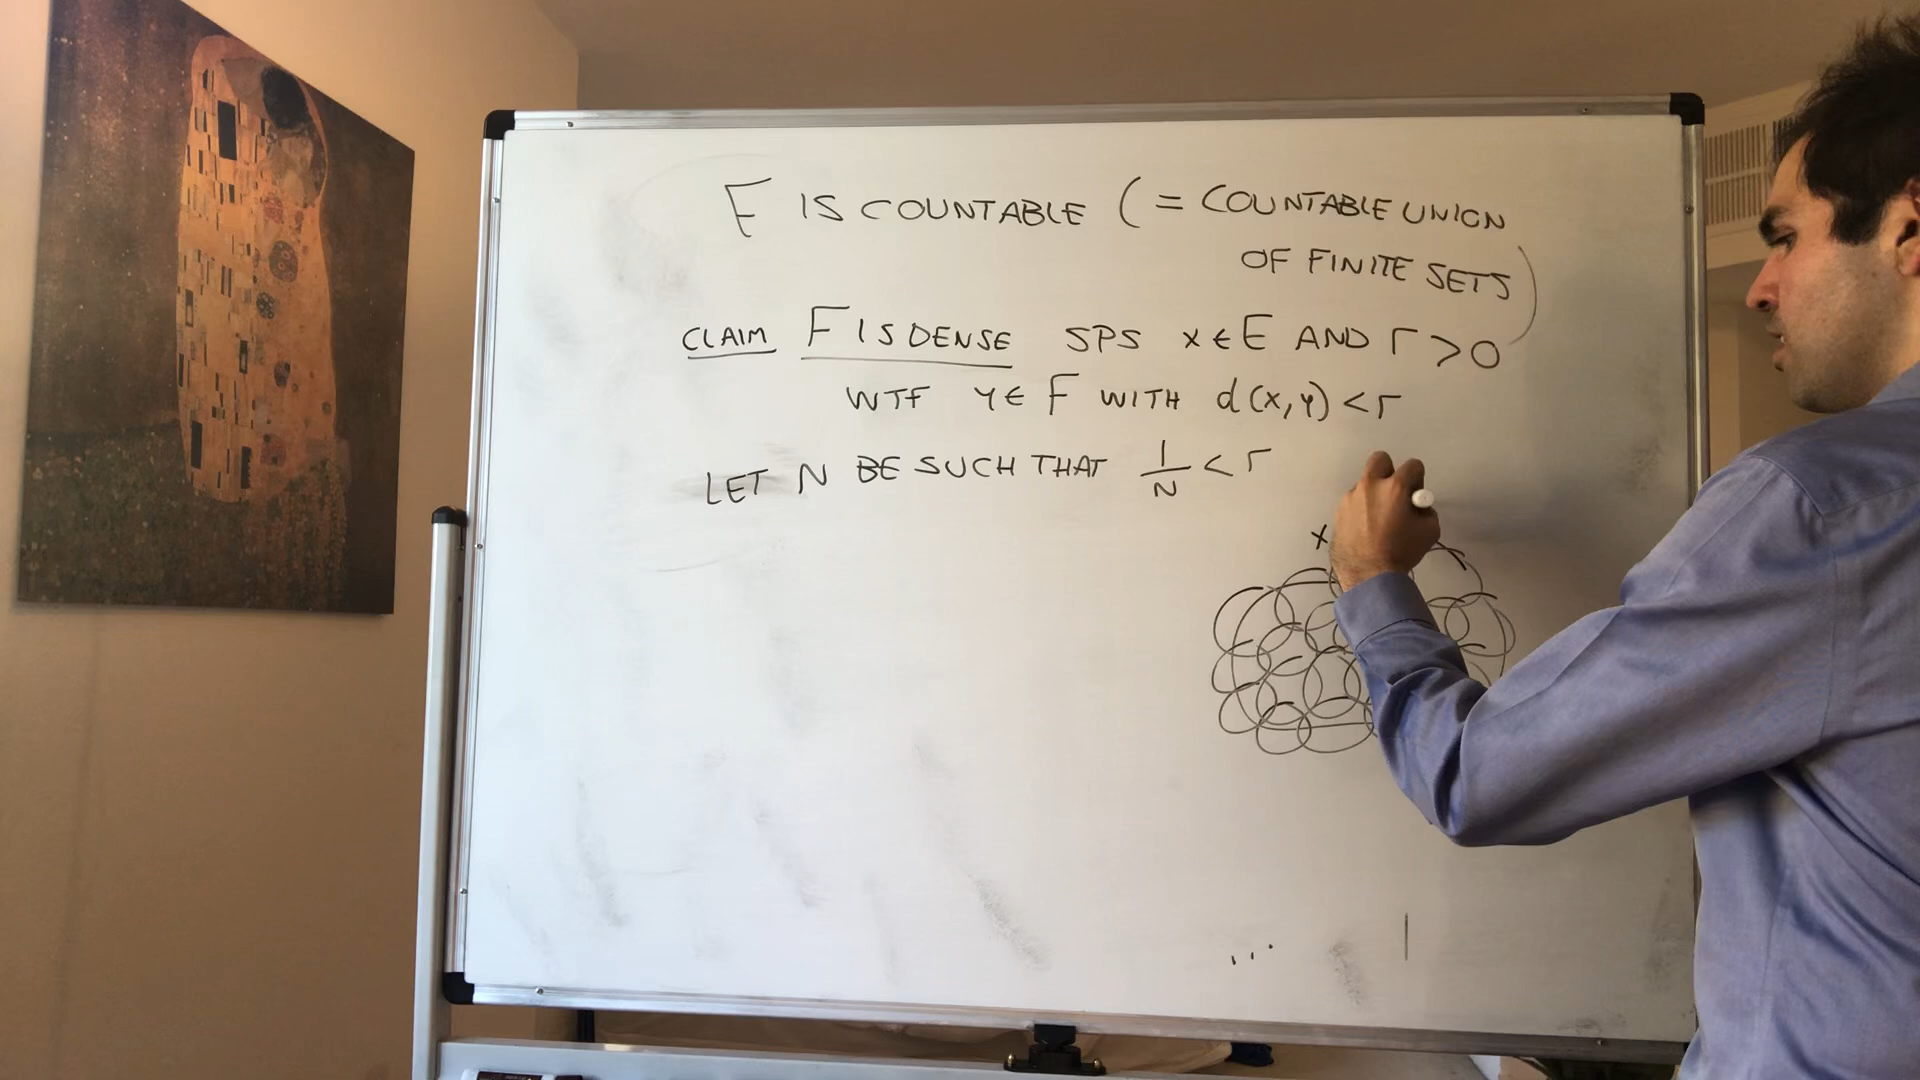 F IS COUNTABLE ( = COUNTABLE UNION
OF FINITE SETS)
CLAIM F IS DENSE SPS x ∈ E AND r > 0
WTF y ∈ F WITH d(x,y) < r
LET N BE SUCH THAT 1/N < r
x